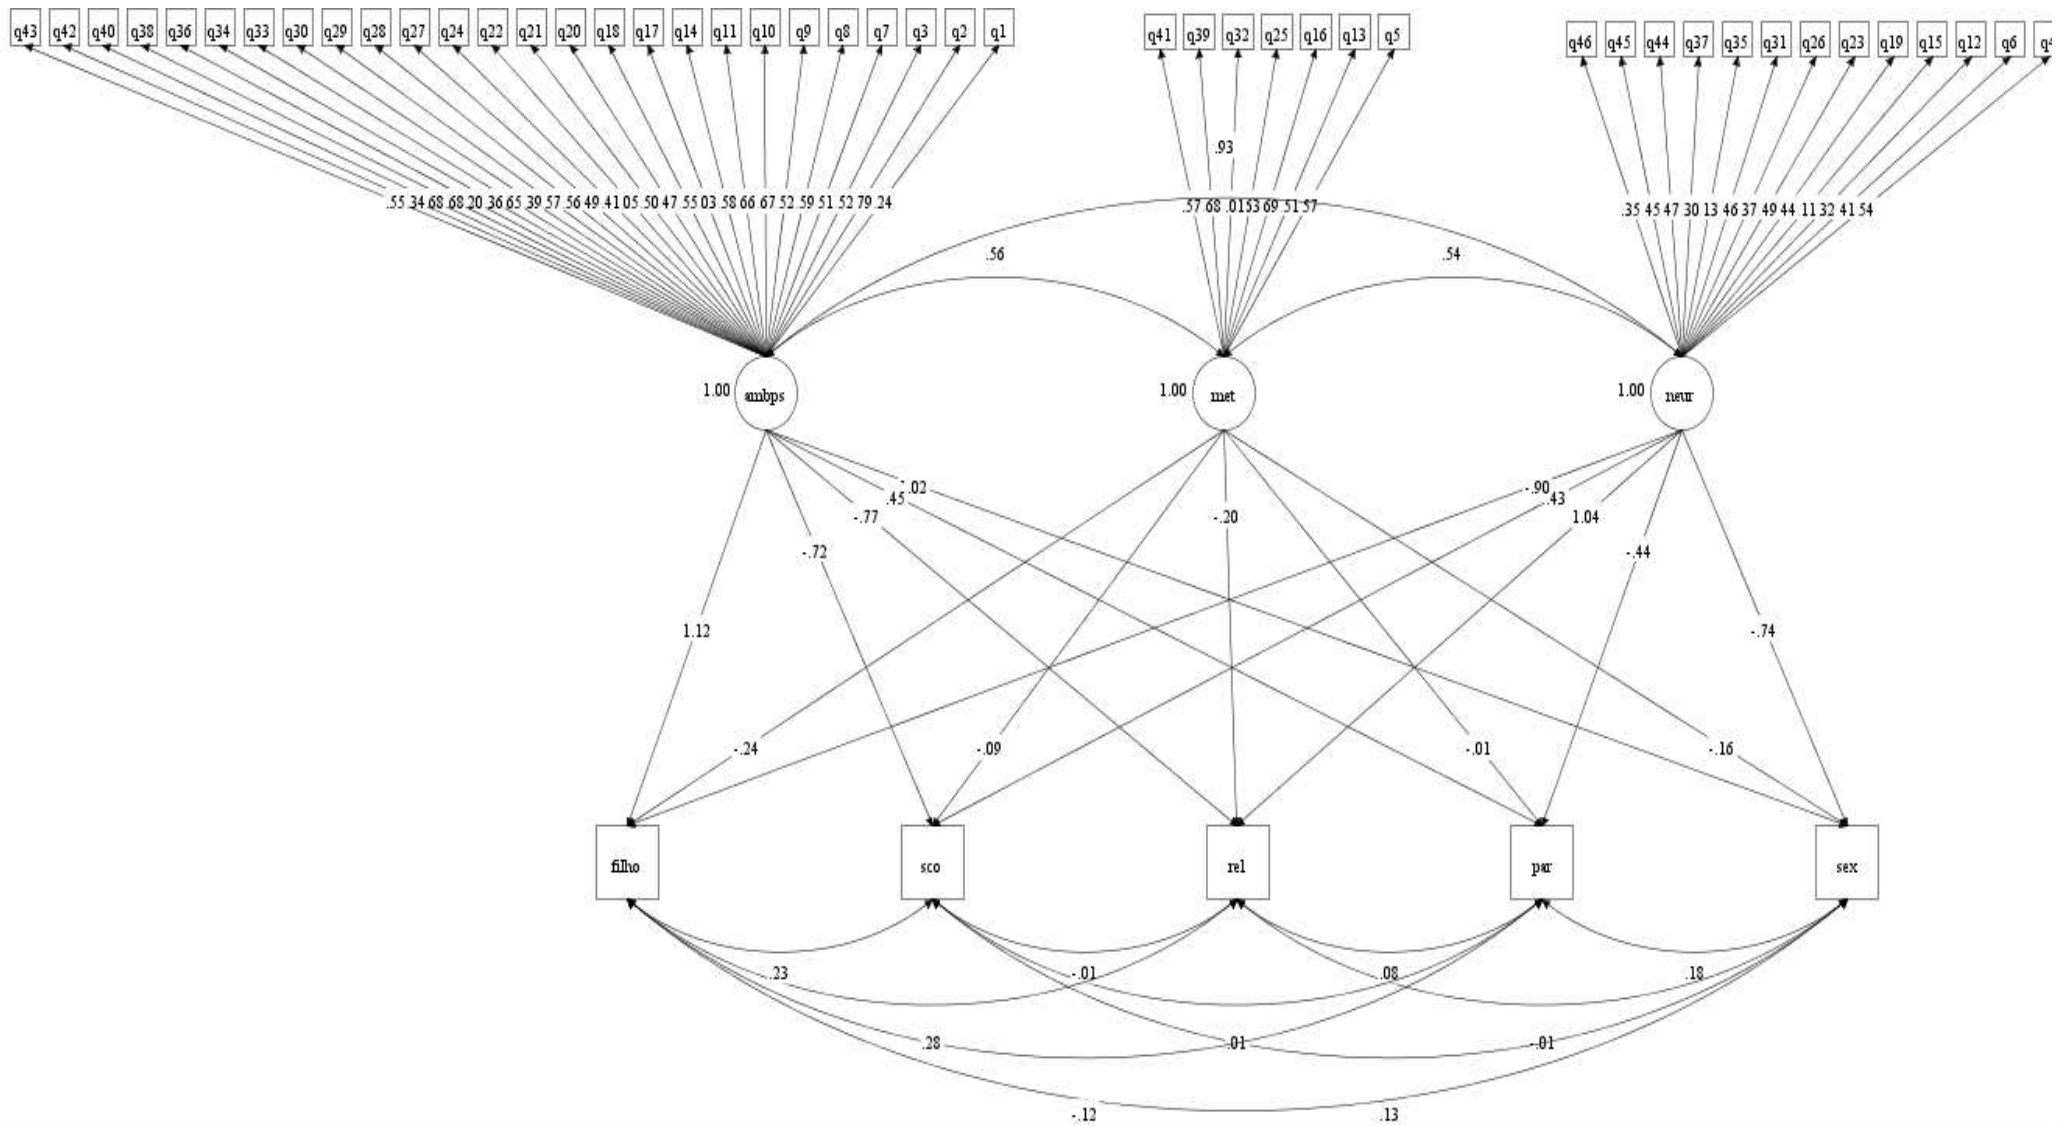 q43 q42 q40 q38 q36 q34 q33 q30 q29 q28 q27 q24 q22 q21 q20 q18 q17 q14 q11 q10 q9 q8 q7 q3 q2 q1
q41 q39 q32 q25 q16 q13 q5
q46 q45 q44 q37 q35 q31 q26 q23 q19 q15 q12 q6 q4
.93
.55 .34 .68 .68 .20 .36 .65 .39 .57 .56 .49 .41 .05 .50 .47 .55 .03 .58 .66 .67 .52 .59 .51 .52 .79 .24
.57 .68 .01 .53 .69 .51 .57
.35 .45 .47 .30 .13 .46 .37 .49 .44 .11 .32 .41 .54
.56 .54
1.00 ambps 1.00 met 1.00 neur
-.02 -.90
.45 .43
-.77 -.20 1.04
-.72 -.44
1.12 -.74
-.24 -.09 -.01 -.16
filho sco rel par sex
.23 -.01 .08 .18
.28 .01 -.01
-.12 .13